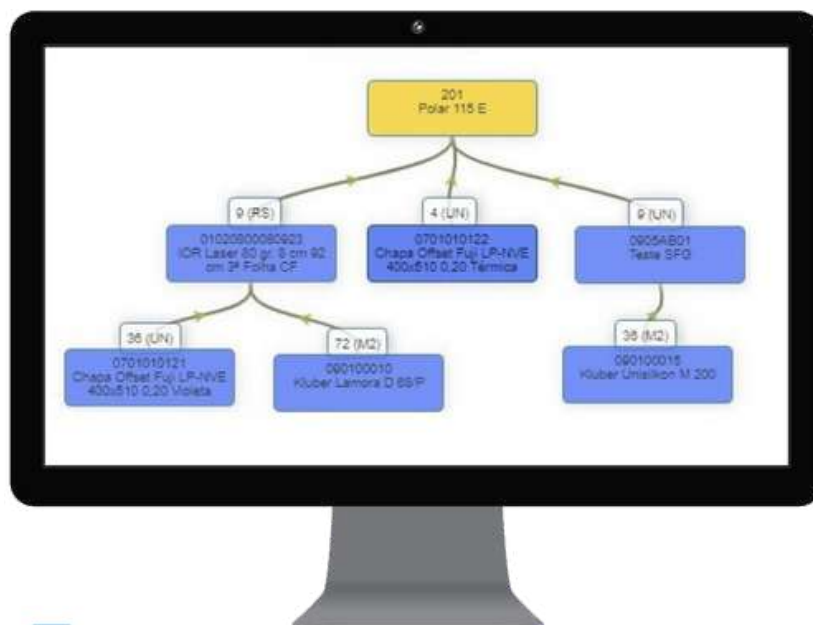 201
Polar 115 E
9 (RS)
4 (UN)
9 (UN)
01020800080923
IOR Laser 80 gr. 8 cm 92
cm 3ª Folha CF
0701010122
Chapa Offset Fuji LP-NVE
400x510 0,20 Térmica
0905AB01
Teste SFG
36 (UN)
72 (M2)
36 (M2)
0701010121
Chapa Offset Fuji LP-NVE
400x510 0,20 Violeta
090100010
Kluber Lamora D 68/P
090100015
Kluber Unisilkon M 200